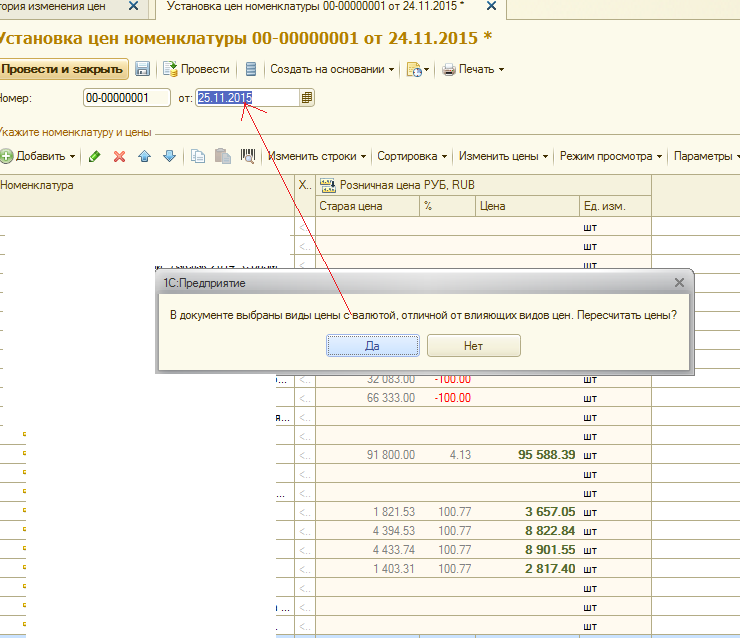 тория изменения цен ✕ Установка цен номенклатуры 00-00000001 от 24.11.2015 * ✕
Установка цен номенклатуры 00-00000001 от 24.11.2015 *
Провести и закрыть Провести Создать на основании Печать
Номер: 00-00000001 от: 25.11.2015
Укажите номенклатуру и цены
Добавить Изменить строки Сортировка Изменить цены Режим просмотра Параметры
Номенклатура Х.. Розничная цена РУБ, RUB
Старая цена % Цена Ед. изм.
<.. шт
<.. шт
<.. шт
1С:Предприятие
В документе выбраны виды цены с валютой, отличной от влияющих видов цен. Пересчитать цены?
Да Нет
... <.. 32 083.00 -100.00 шт
<.. 66 333.00 -100.00 шт
я... <.. шт
<.. шт
<.. 91 800.00 4.13 95 588.39 шт
<.. шт
... <.. шт
<.. 1 821.53 100.77 3 657.05 шт
<.. 4 394.53 100.77 8 822.84 шт
<.. 4 433.74 100.77 8 901.55 шт
<.. 1 403.31 100.77 2 817.40 шт
<.. шт
... <.. шт
<.. шт